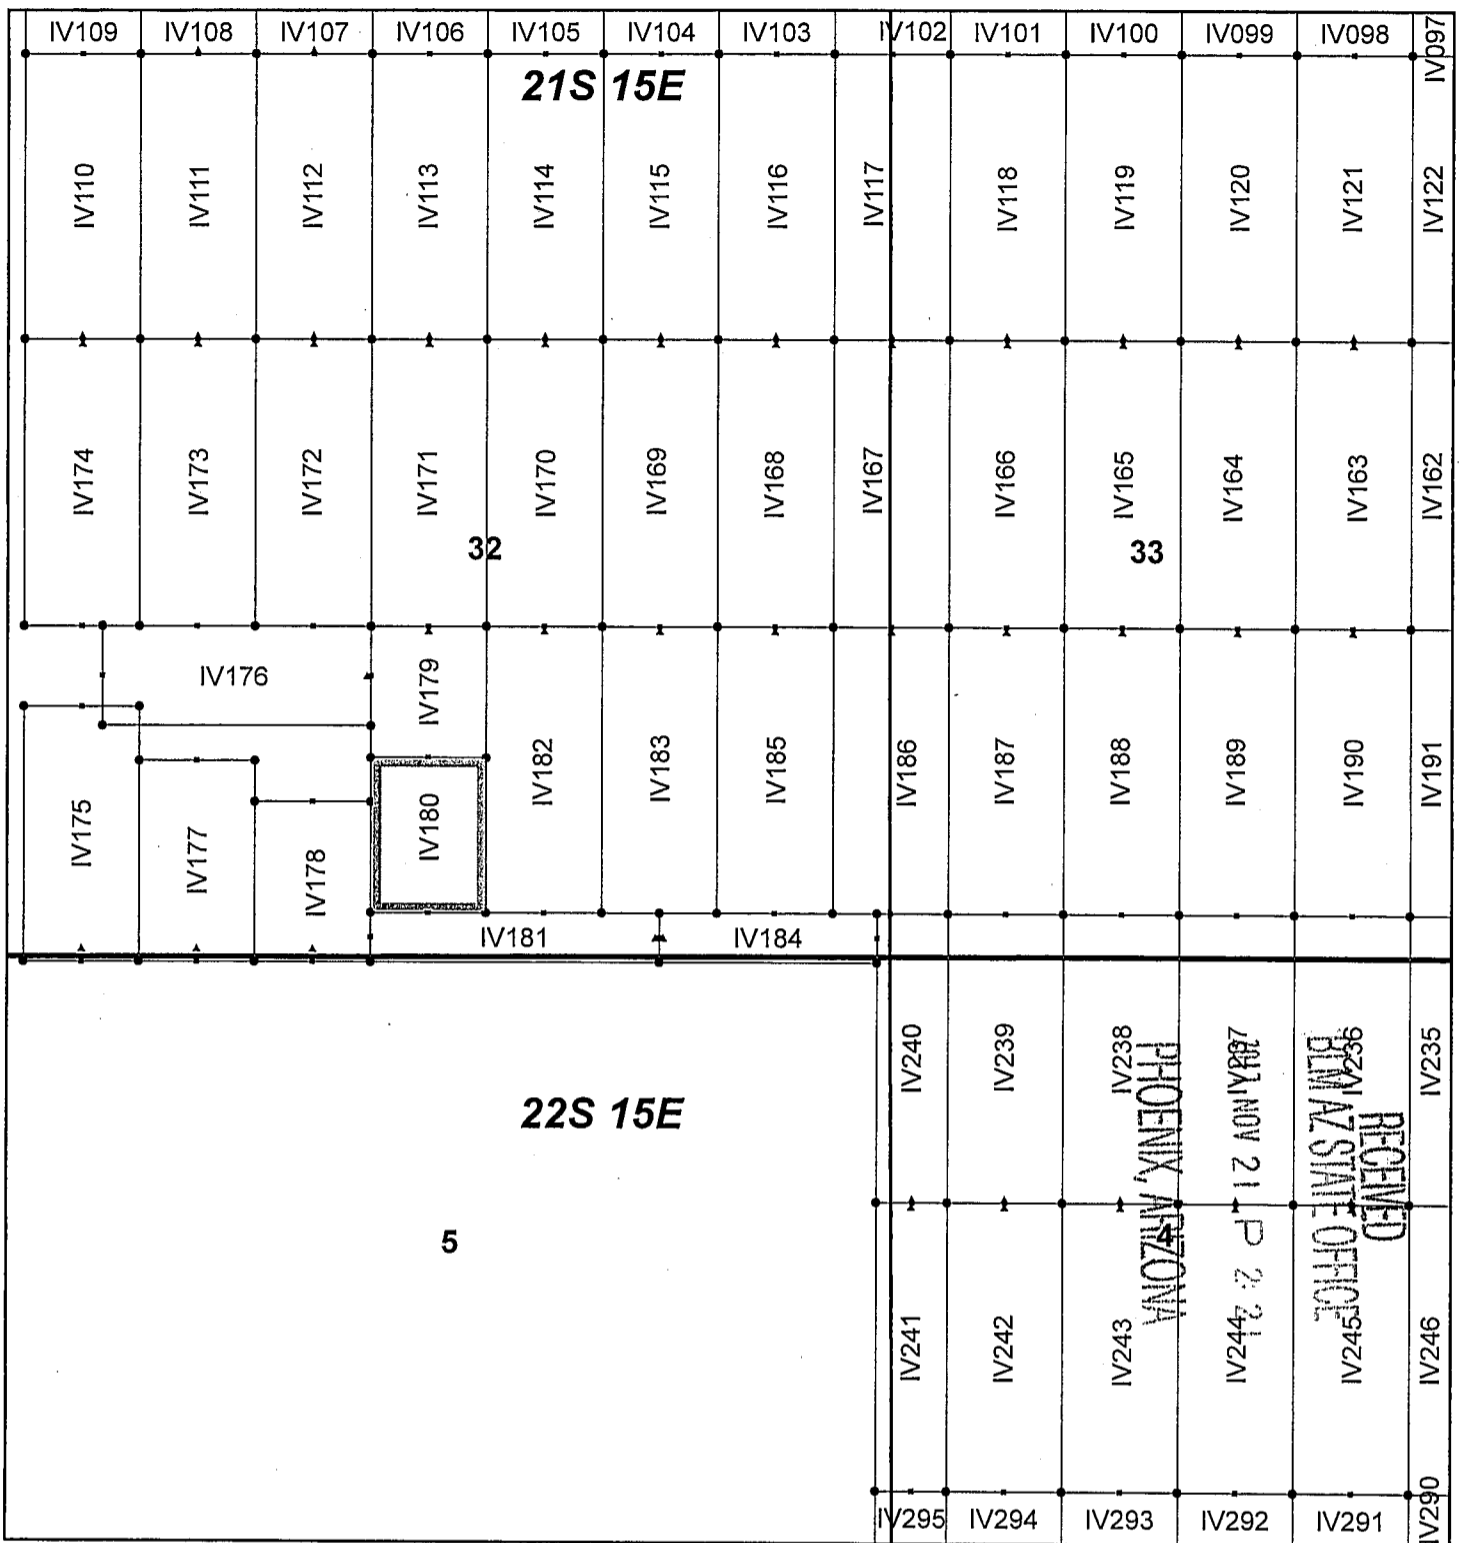 IV109 IV108 IV107 IV106 IV105 IV104 IV103 IV102 IV101 IV100 IV099 IV098 IV097
21S 15E
IV110 IV111 IV112 IV113 IV114 IV115 IV116 IV117 IV118 IV119 IV120 IV121 IV122
IV174 IV173 IV172 IV171 IV170 IV169 IV168 IV167 IV166 IV165 IV164 IV163 IV162
32 33
IV176 IV179
IV182 IV183 IV185 IV186 IV187 IV188 IV189 IV190 IV191
IV175 IV177 IV178 IV180
IV181 IV184
IV240 IV239 IV238 IV236 IV235
22S 15E
RECEIVED
BLM AZ STATE OFFICE
NOV 21 P 2:21
PHOENIX, ARIZONA
5 4
IV241 IV242 IV243 IV244 IV245 IV246
IV295 IV294 IV293 IV292 IV291 IV290